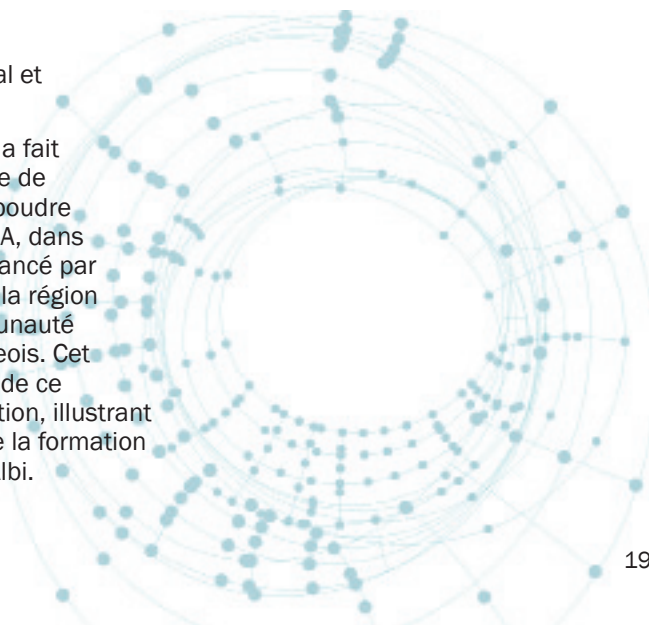 al et
a fait
e de
poudre
A, dans
ancé par
la région
unauté
eois. Cet
de ce
tion, illustrant
e la formation
lbi.
19